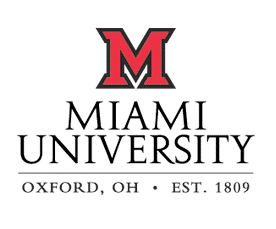 M
MIAMI
UNIVERSITY
OXFORD, OH • EST. 1809